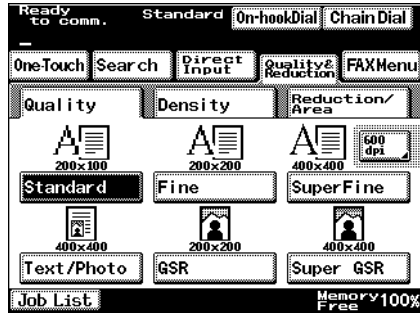 Ready to comm. Standard On-hookDial Chain Dial
One-Touch Search Direct Input Quality& Reduction FAXMenu
Quality Density Reduction/ Area
200x100 200x200 400x400 600 dpi
Standard Fine SuperFine
400x400 200x200 400x400
Text/Photo GSR Super GSR
Job List Memory Free 100%